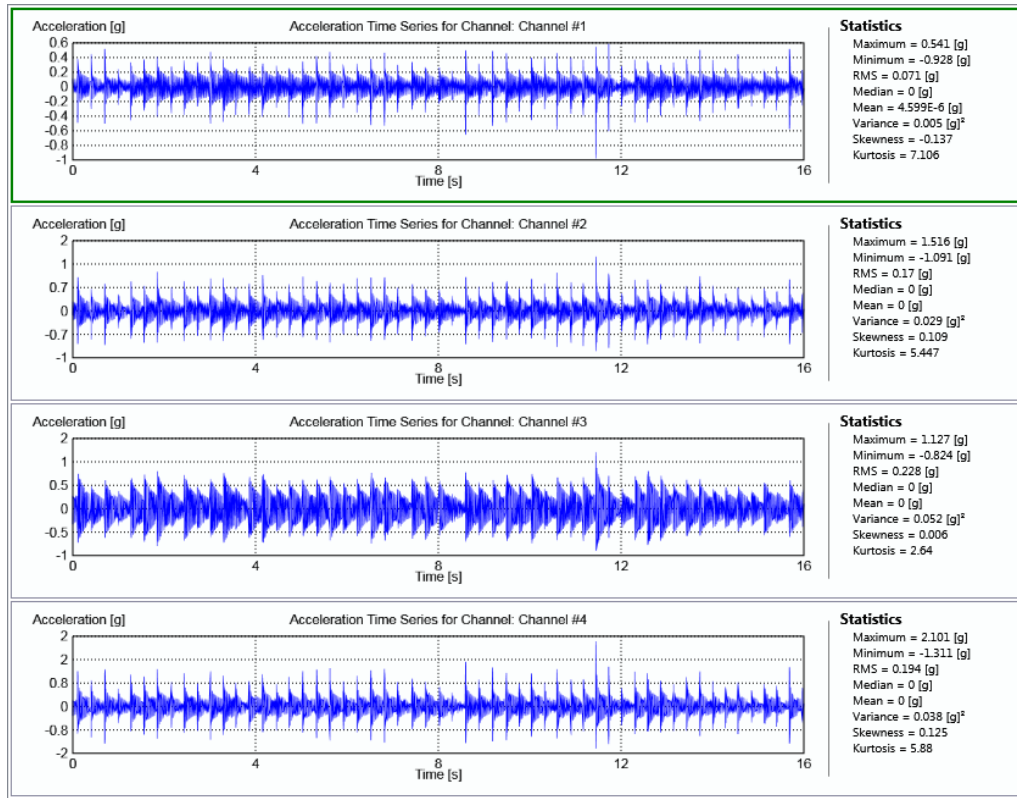 Acceleration [g] Acceleration Time Series for Channel: Channel #1
0.6
0.4
0.2
0
-0.2
-0.4
-0.6
-0.8
-1
0 4 8 12 16
Time [s]
Statistics
Maximum = 0.541 [g]
Minimum = -0.928 [g]
RMS = 0.071 [g]
Median = 0 [g]
Mean = 4.599E-6 [g]
Variance = 0.005 [g]²
Skewness = -0.137
Kurtosis = 7.106
Acceleration [g] Acceleration Time Series for Channel: Channel #2
2
1
0.7
0
-0.7
-1
0 4 8 12 16
Time [s]
Statistics
Maximum = 1.516 [g]
Minimum = -1.091 [g]
RMS = 0.17 [g]
Median = 0 [g]
Mean = 0 [g]
Variance = 0.029 [g]²
Skewness = 0.109
Kurtosis = 5.447
Acceleration [g] Acceleration Time Series for Channel: Channel #3
2
1
0.5
0
-0.5
-1
0 4 8 12 16
Time [s]
Statistics
Maximum = 1.127 [g]
Minimum = -0.824 [g]
RMS = 0.228 [g]
Median = 0 [g]
Mean = 0 [g]
Variance = 0.052 [g]²
Skewness = 0.006
Kurtosis = 2.64
Acceleration [g] Acceleration Time Series for Channel: Channel #4
2
2
0.8
0
-0.8
-2
0 4 8 12 16
Time [s]
Statistics
Maximum = 2.101 [g]
Minimum = -1.311 [g]
RMS = 0.194 [g]
Median = 0 [g]
Mean = 0 [g]
Variance = 0.038 [g]²
Skewness = 0.125
Kurtosis = 5.88